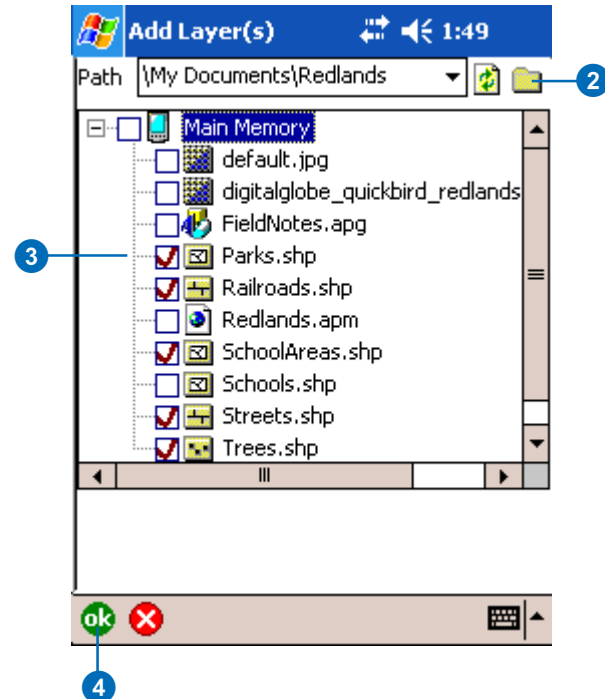 Add Layer(s) 1:49
Path \My Documents\Redlands
2
Main Memory
default.jpg
digitalglobe_quickbird_redlands
FieldNotes.apg
3
Parks.shp
Railroads.shp
Redlands.apm
SchoolAreas.shp
Schools.shp
Streets.shp
Trees.shp
ok
4